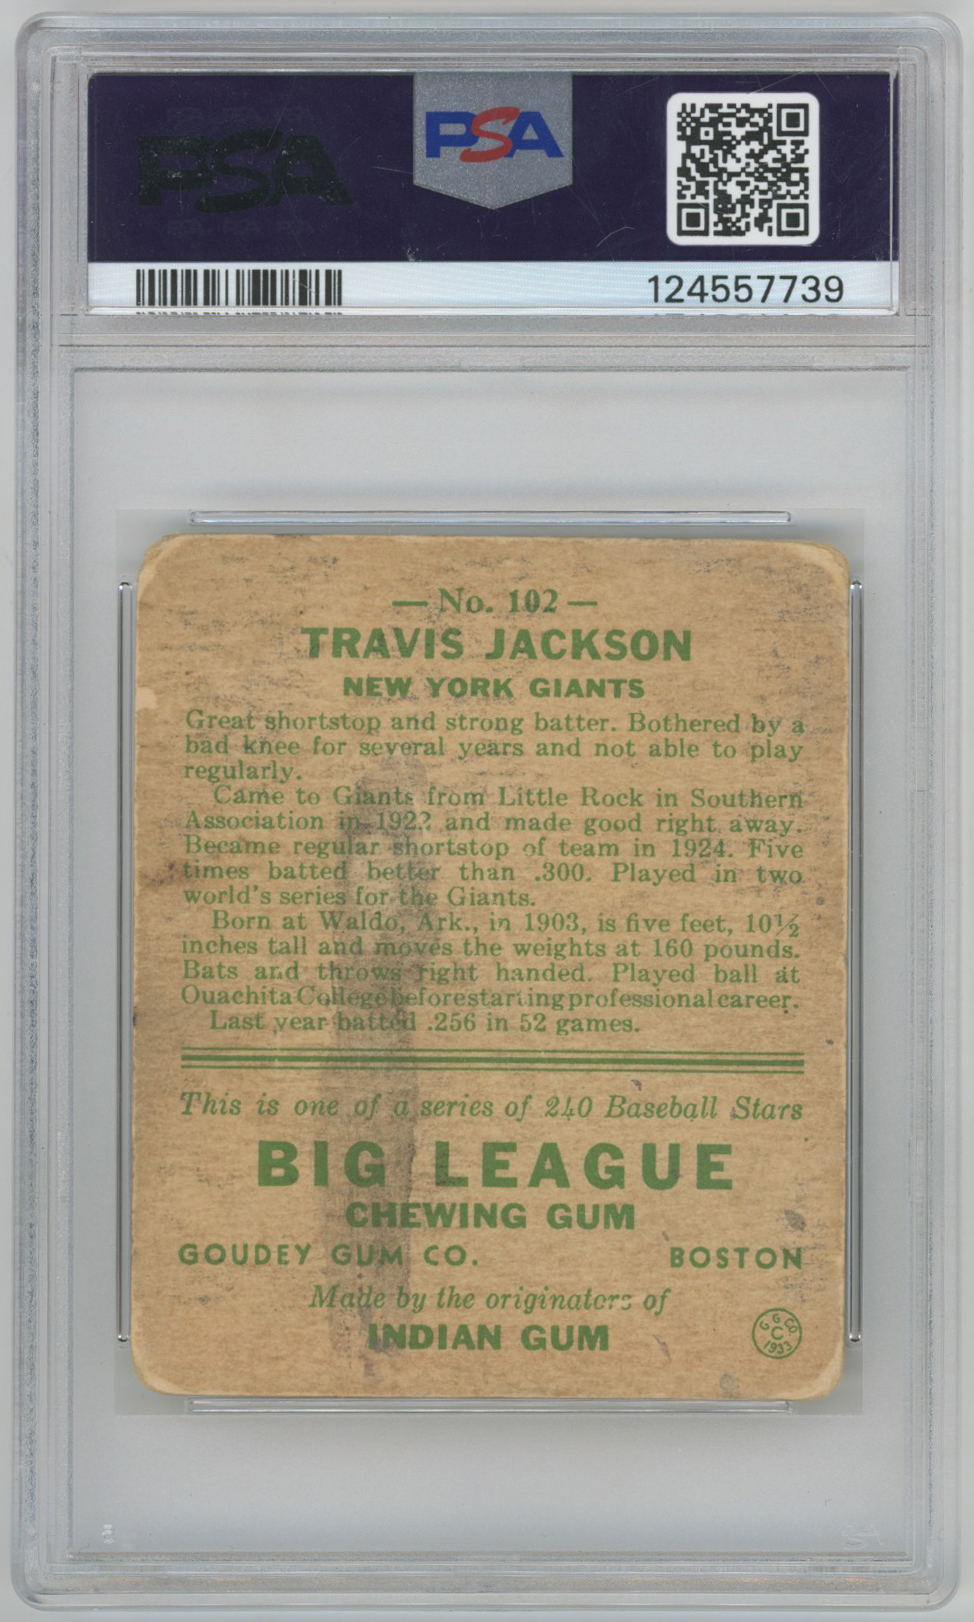 PSA
PSA
124557739
— No. 102 —
TRAVIS JACKSON
NEW YORK GIANTS
Great shortstop and strong batter. Bothered by a
bad knee for several years and not able to play
regularly.
Came to Giants from Little Rock in Southern
Association in 1922 and made good right away.
Became regular shortstop of team in 1924. Five
times batted better than .300. Played in two
world's series for the Giants.
Born at Waldo, Ark., in 1903, is five feet, 10½
inches tall and moves the weights at 160 pounds.
Bats and throws right handed. Played ball at
Ouachita College before starting professional career.
Last year batted .256 in 52 games.
This is one of a series of 240 Baseball Stars
BIG LEAGUE
CHEWING GUM
GOUDEY GUM CO. BOSTON
Made by the originators of
INDIAN GUM
G. G. CO.
C
1933